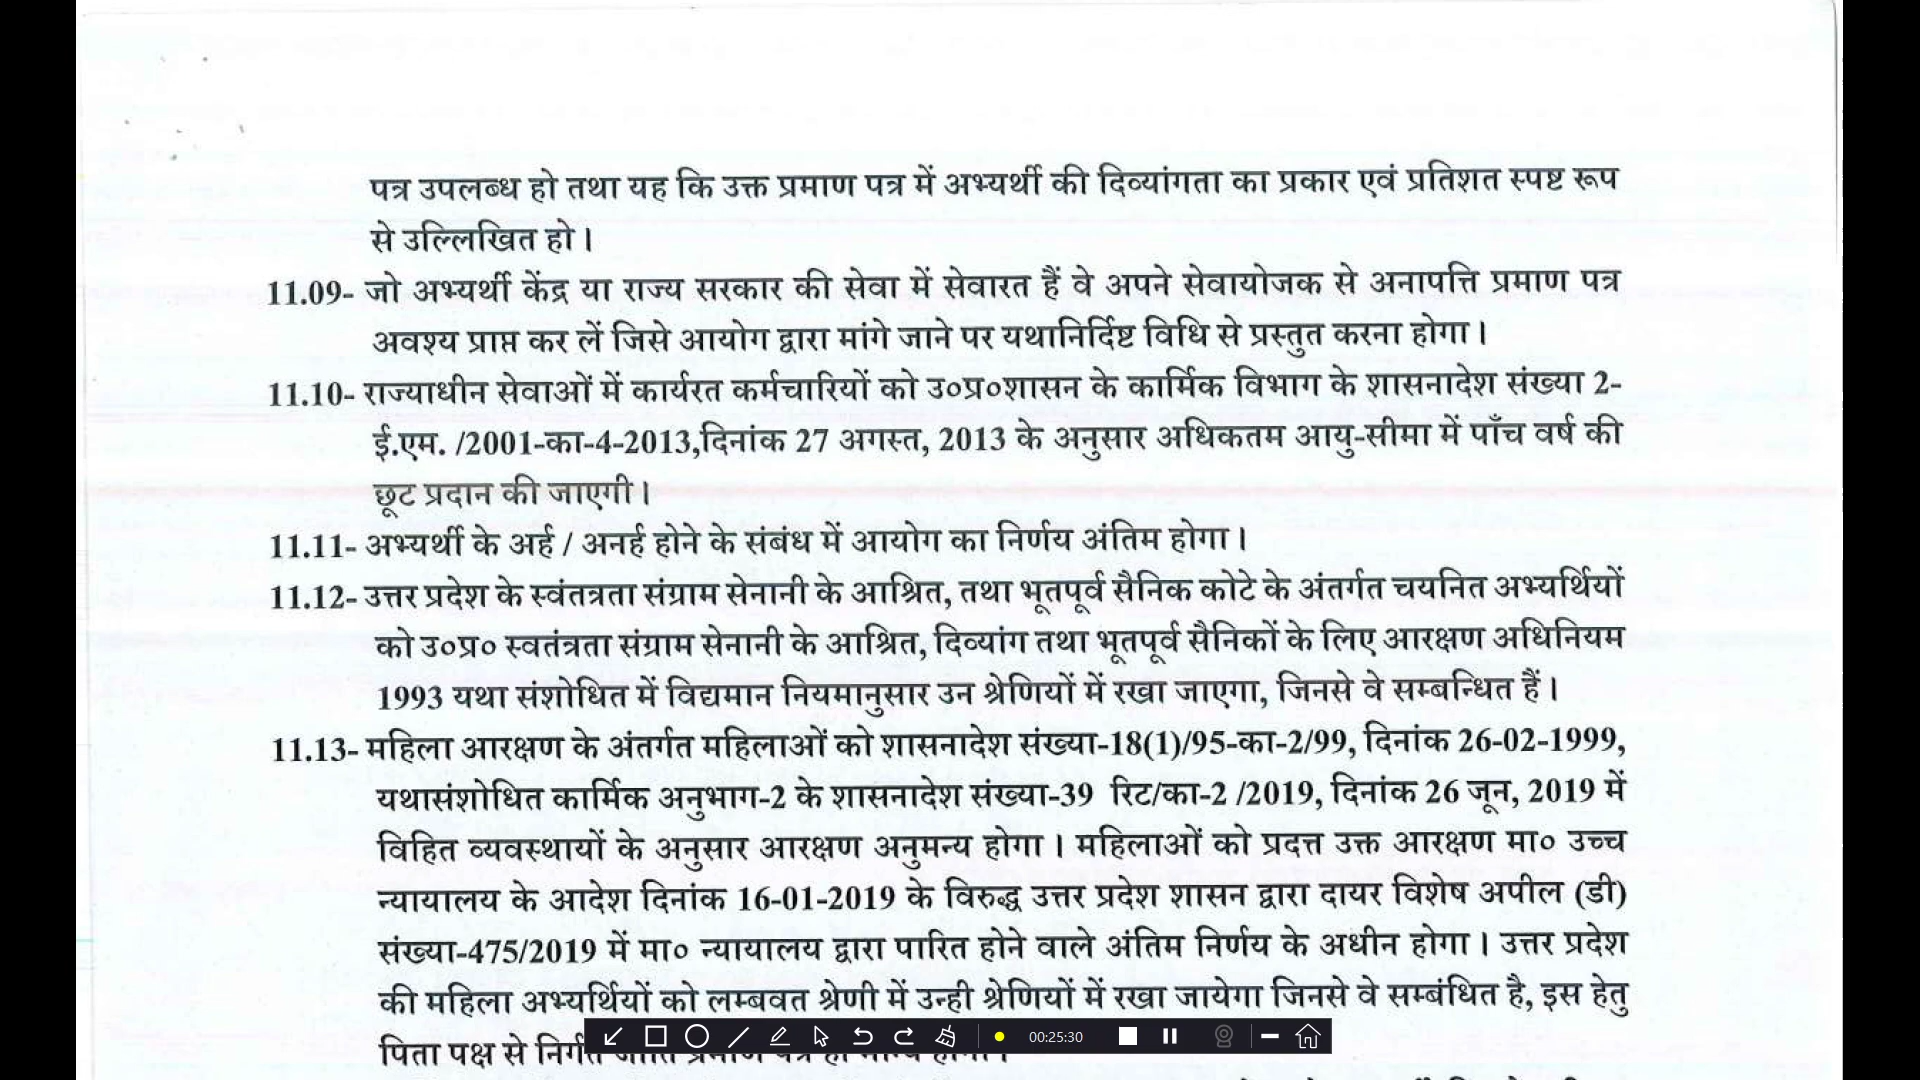 पत्र उपलब्ध हो तथा यह कि उक्त प्रमाण पत्र में अभ्यर्थी की दिव्यांगता का प्रकार एवं प्रतिशत स्पष्ट रूप
से उल्लिखित हो।
11.09- जो अभ्यर्थी केंद्र या राज्य सरकार की सेवा में सेवारत हैं वे अपने सेवायोजक से अनापत्ति प्रमाण पत्र
अवश्य प्राप्त कर लें जिसे आयोग द्वारा मांगे जाने पर यथानिर्दिष्ट विधि से प्रस्तुत करना होगा।
11.10- राज्याधीन सेवाओं में कार्यरत कर्मचारियों को उ०प्र०शासन के कार्मिक विभाग के शासनादेश संख्या 2-
ई.एम. /2001-का-4-2013,दिनांक 27 अगस्त, 2013 के अनुसार अधिकतम आयु-सीमा में पाँच वर्ष की
छूट प्रदान की जाएगी।
11.11- अभ्यर्थी के अर्ह / अनर्ह होने के संबंध में आयोग का निर्णय अंतिम होगा।
11.12- उत्तर प्रदेश के स्वंतत्रता संग्राम सेनानी के आश्रित, तथा भूतपूर्व सैनिक कोटे के अंतर्गत चयनित अभ्यर्थियों
को उ०प्र० स्वतंत्रता संग्राम सेनानी के आश्रित, दिव्यांग तथा भूतपूर्व सैनिकों के लिए आरक्षण अधिनियम
1993 यथा संशोधित में विद्यमान नियमानुसार उन श्रेणियों में रखा जाएगा, जिनसे वे सम्बन्धित हैं।
11.13- महिला आरक्षण के अंतर्गत महिलाओं को शासनादेश संख्या-18(1)/95-का-2/99, दिनांक 26-02-1999,
यथासंशोधित कार्मिक अनुभाग-2 के शासनादेश संख्या-39 रिट/का-2 /2019, दिनांक 26 जून, 2019 में
विहित व्यवस्थायों के अनुसार आरक्षण अनुमन्य होगा। महिलाओं को प्रदत्त उक्त आरक्षण मा० उच्च
न्यायालय के आदेश दिनांक 16-01-2019 के विरुद्ध उत्तर प्रदेश शासन द्वारा दायर विशेष अपील (डी)
संख्या-475/2019 में मा० न्यायालय द्वारा पारित होने वाले अंतिम निर्णय के अधीन होगा। उत्तर प्रदेश
की महिला अभ्यर्थियों को लम्बवत श्रेणी में उन्ही श्रेणियों में रखा जायेगा जिनसे वे सम्बंधित है, इस हेतु
पिता पक्ष से निर्गत
00:25:30